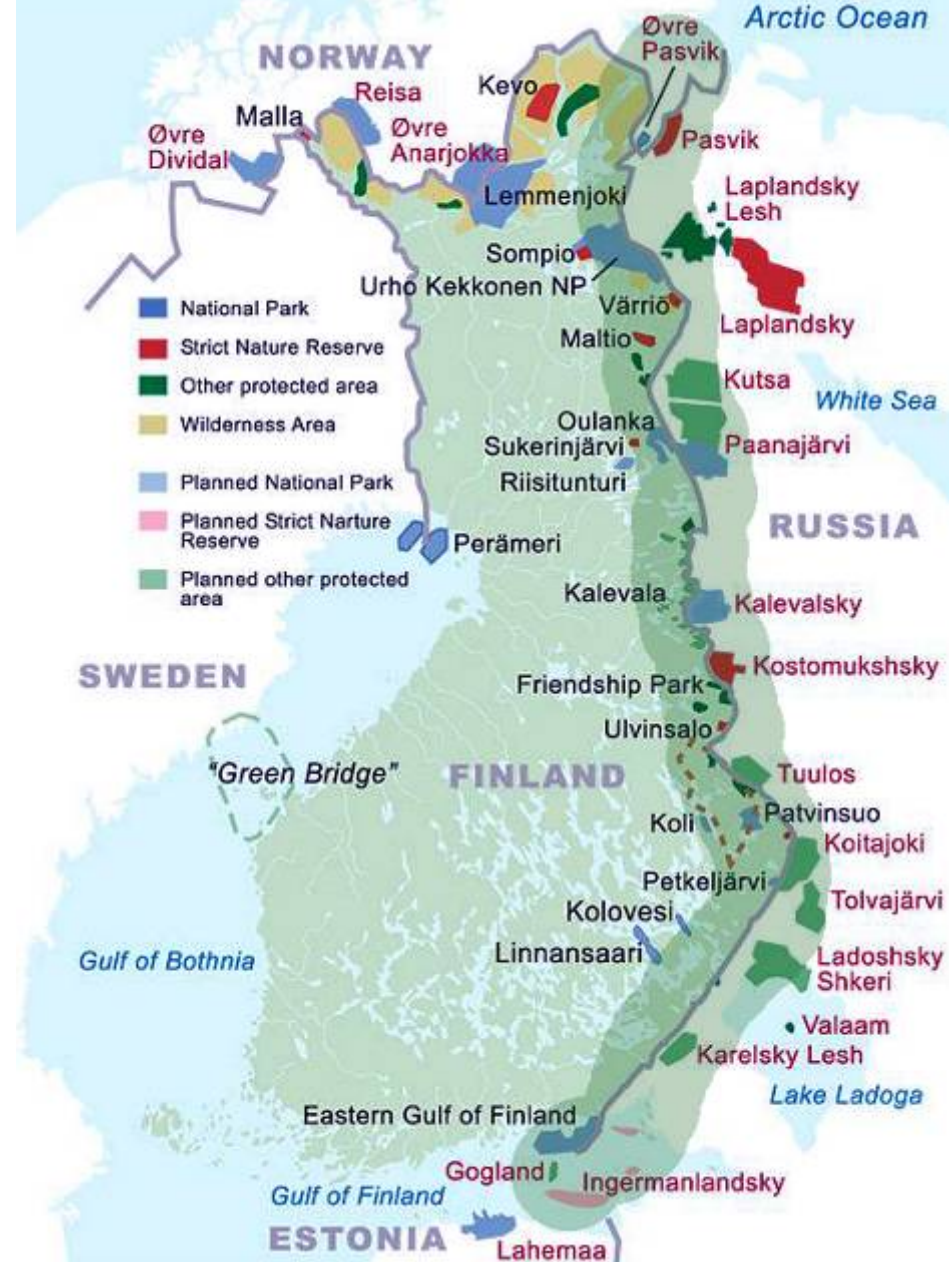 Arctic Ocean
Øvre
Pasvik
NORWAY
Kevo
Reisa
Malla
Øvre
Dividal
Øvre
Anarjokka
Pasvik
Lemmenjoki
Laplandsky
Lesh
Sompio
Urho Kekkonen NP
Värriö
Laplandsky
National Park
Strict Nature Reserve
Other protected area
Wilderness Area
Planned National Park
Planned Strict Narture
Reserve
Planned other protected
area
Maltio
Kutsa
White Sea
Oulanka
Sukerinjärvi
Paanajärvi
Riisitunturi
RUSSIA
Perämeri
Kalevala
Kalevalsky
SWEDEN
Kostomukshsky
Friendship Park
Ulvinsalo
"Green Bridge"
FINLAND
Tuulos
Koli
Patvinsuo
Koitajoki
Petkeljärvi
Tolvajärvi
Kolovesi
Linnansaari
Gulf of Bothnia
Ladoshsky
Shkeri
Valaam
Karelsky Lesh
Lake Ladoga
Eastern Gulf of Finland
Gogland
Ingermanlandsky
Gulf of Finland
ESTONIA
Lahemaa